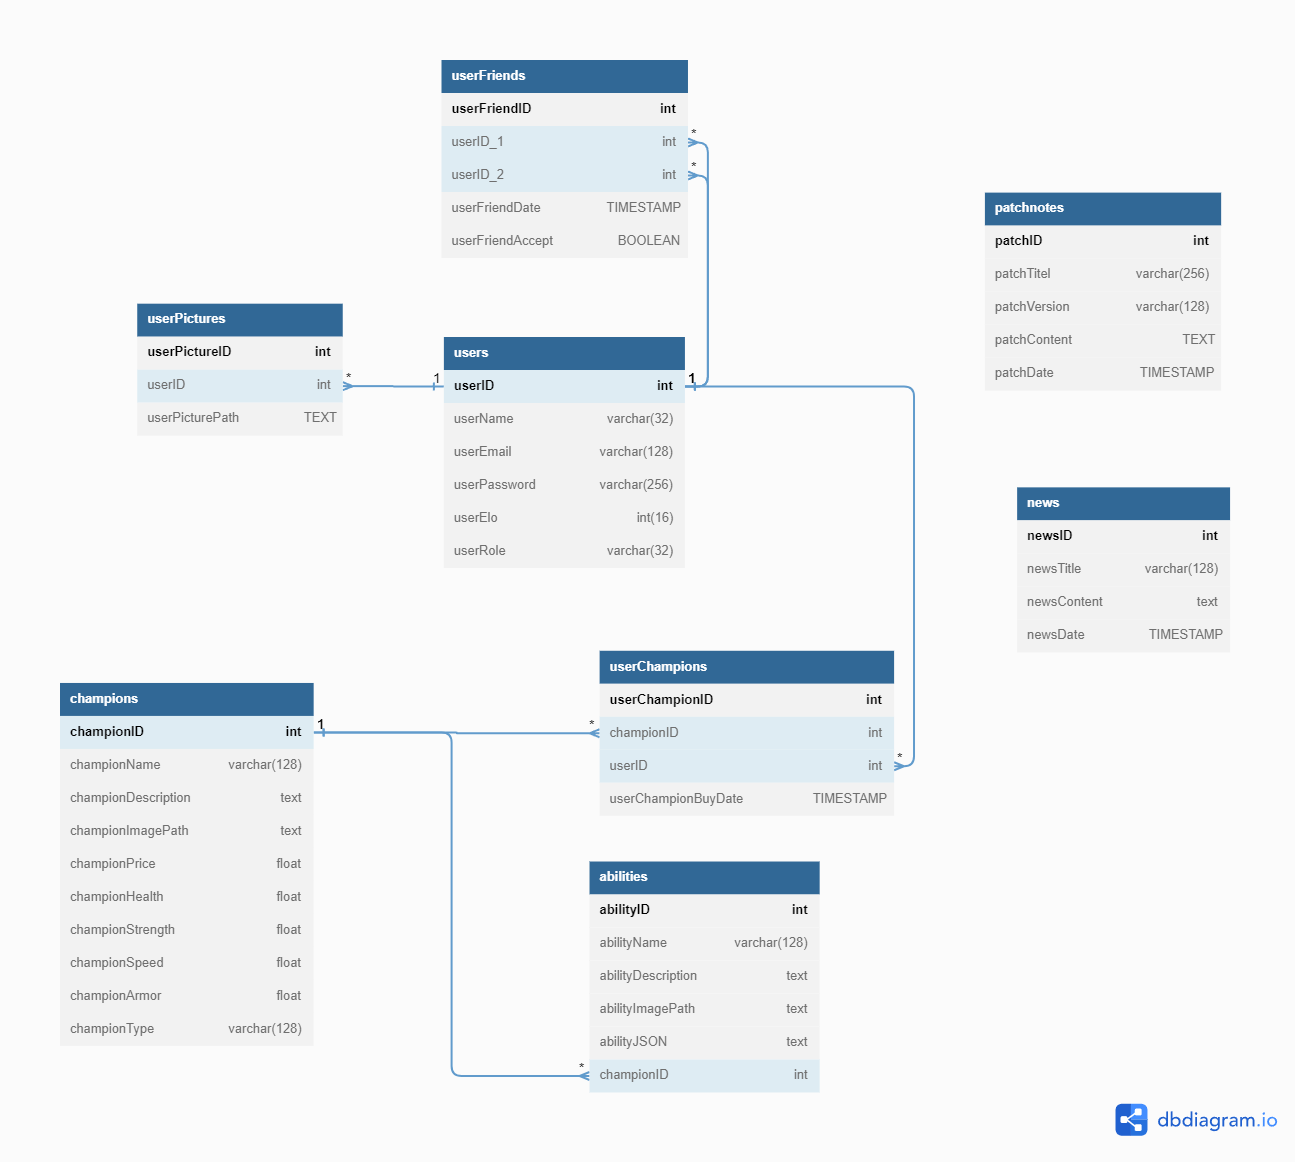 userFriends
userFriendID int
userID_1 int *
userID_2 int *
userFriendDate TIMESTAMP
userFriendAccept BOOLEAN
patchnotes
patchID int
patchTitel varchar(256)
patchVersion varchar(128)
patchContent TEXT
patchDate TIMESTAMP
userPictures
userPictureID int
userID int *
userPicturePath TEXT
users
1 userID int 1
userName varchar(32)
userEmail varchar(128)
userPassword varchar(256)
userElo int(16)
userRole varchar(32)
news
newsID int
newsTitle varchar(128)
newsContent text
newsDate TIMESTAMP
userChampions
userChampionID int
* championID int
userID int *
userChampionBuyDate TIMESTAMP
champions
championID int 1
championName varchar(128)
championDescription text
championImagePath text
championPrice float
championHealth float
championStrength float
championSpeed float
championArmor float
championType varchar(128)
abilities
abilityID int
abilityName varchar(128)
abilityDescription text
abilityImagePath text
abilityJSON text
* championID int
dbdiagram.io